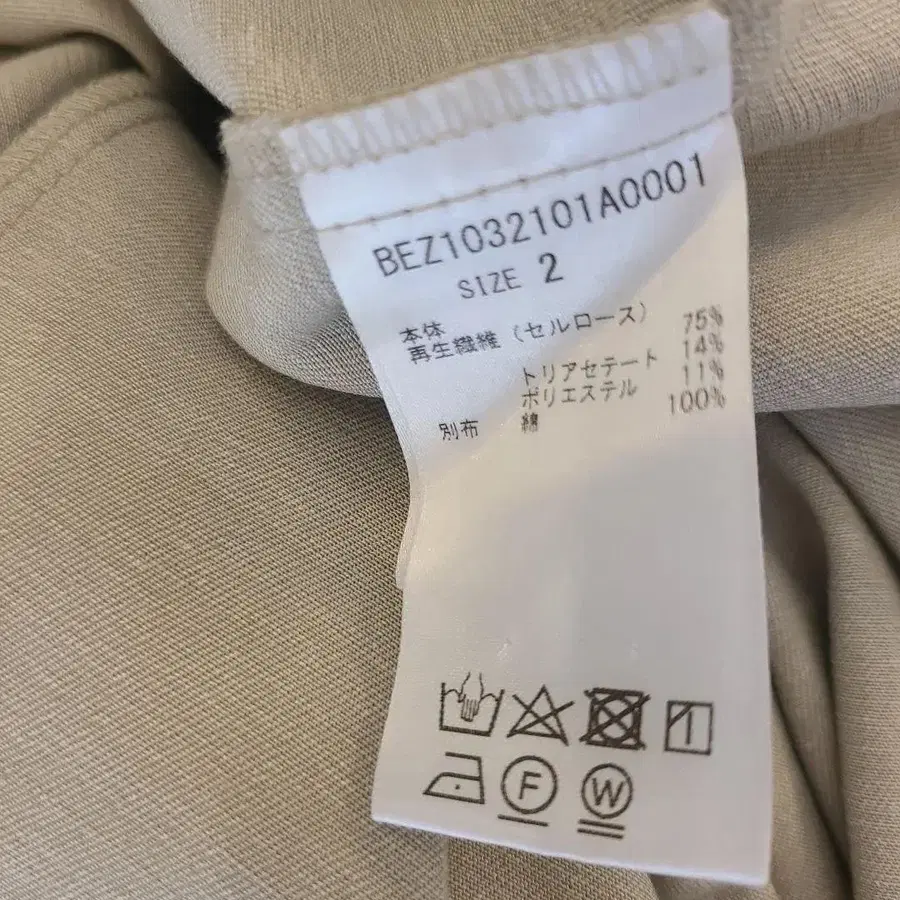 BEZ1032101A0001
SIZE 2
本体
再生繊維（セルロース） 75%
トリアセテート 14%
ポリエステル 11%
別布 綿 100%
F
W